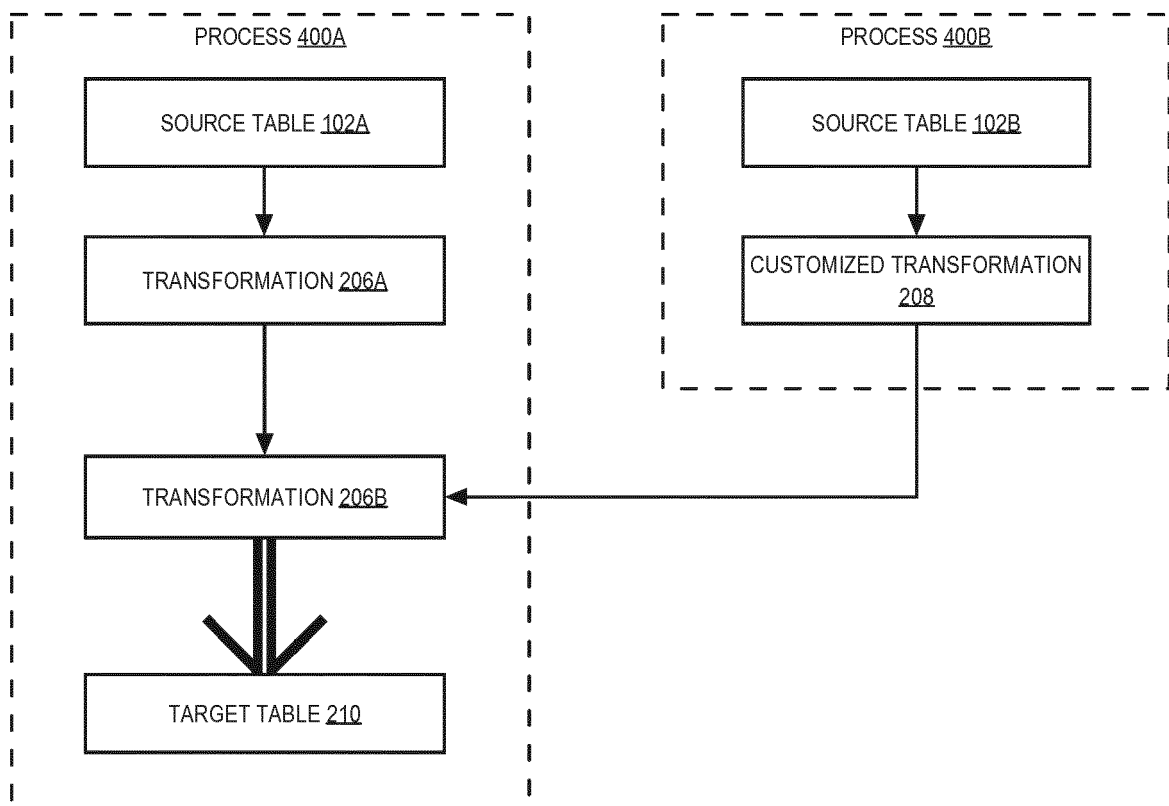 PROCESS 400A
SOURCE TABLE 102A
TRANSFORMATION 206A
TRANSFORMATION 206B
TARGET TABLE 210
PROCESS 400B
SOURCE TABLE 102B
CUSTOMIZED TRANSFORMATION
208